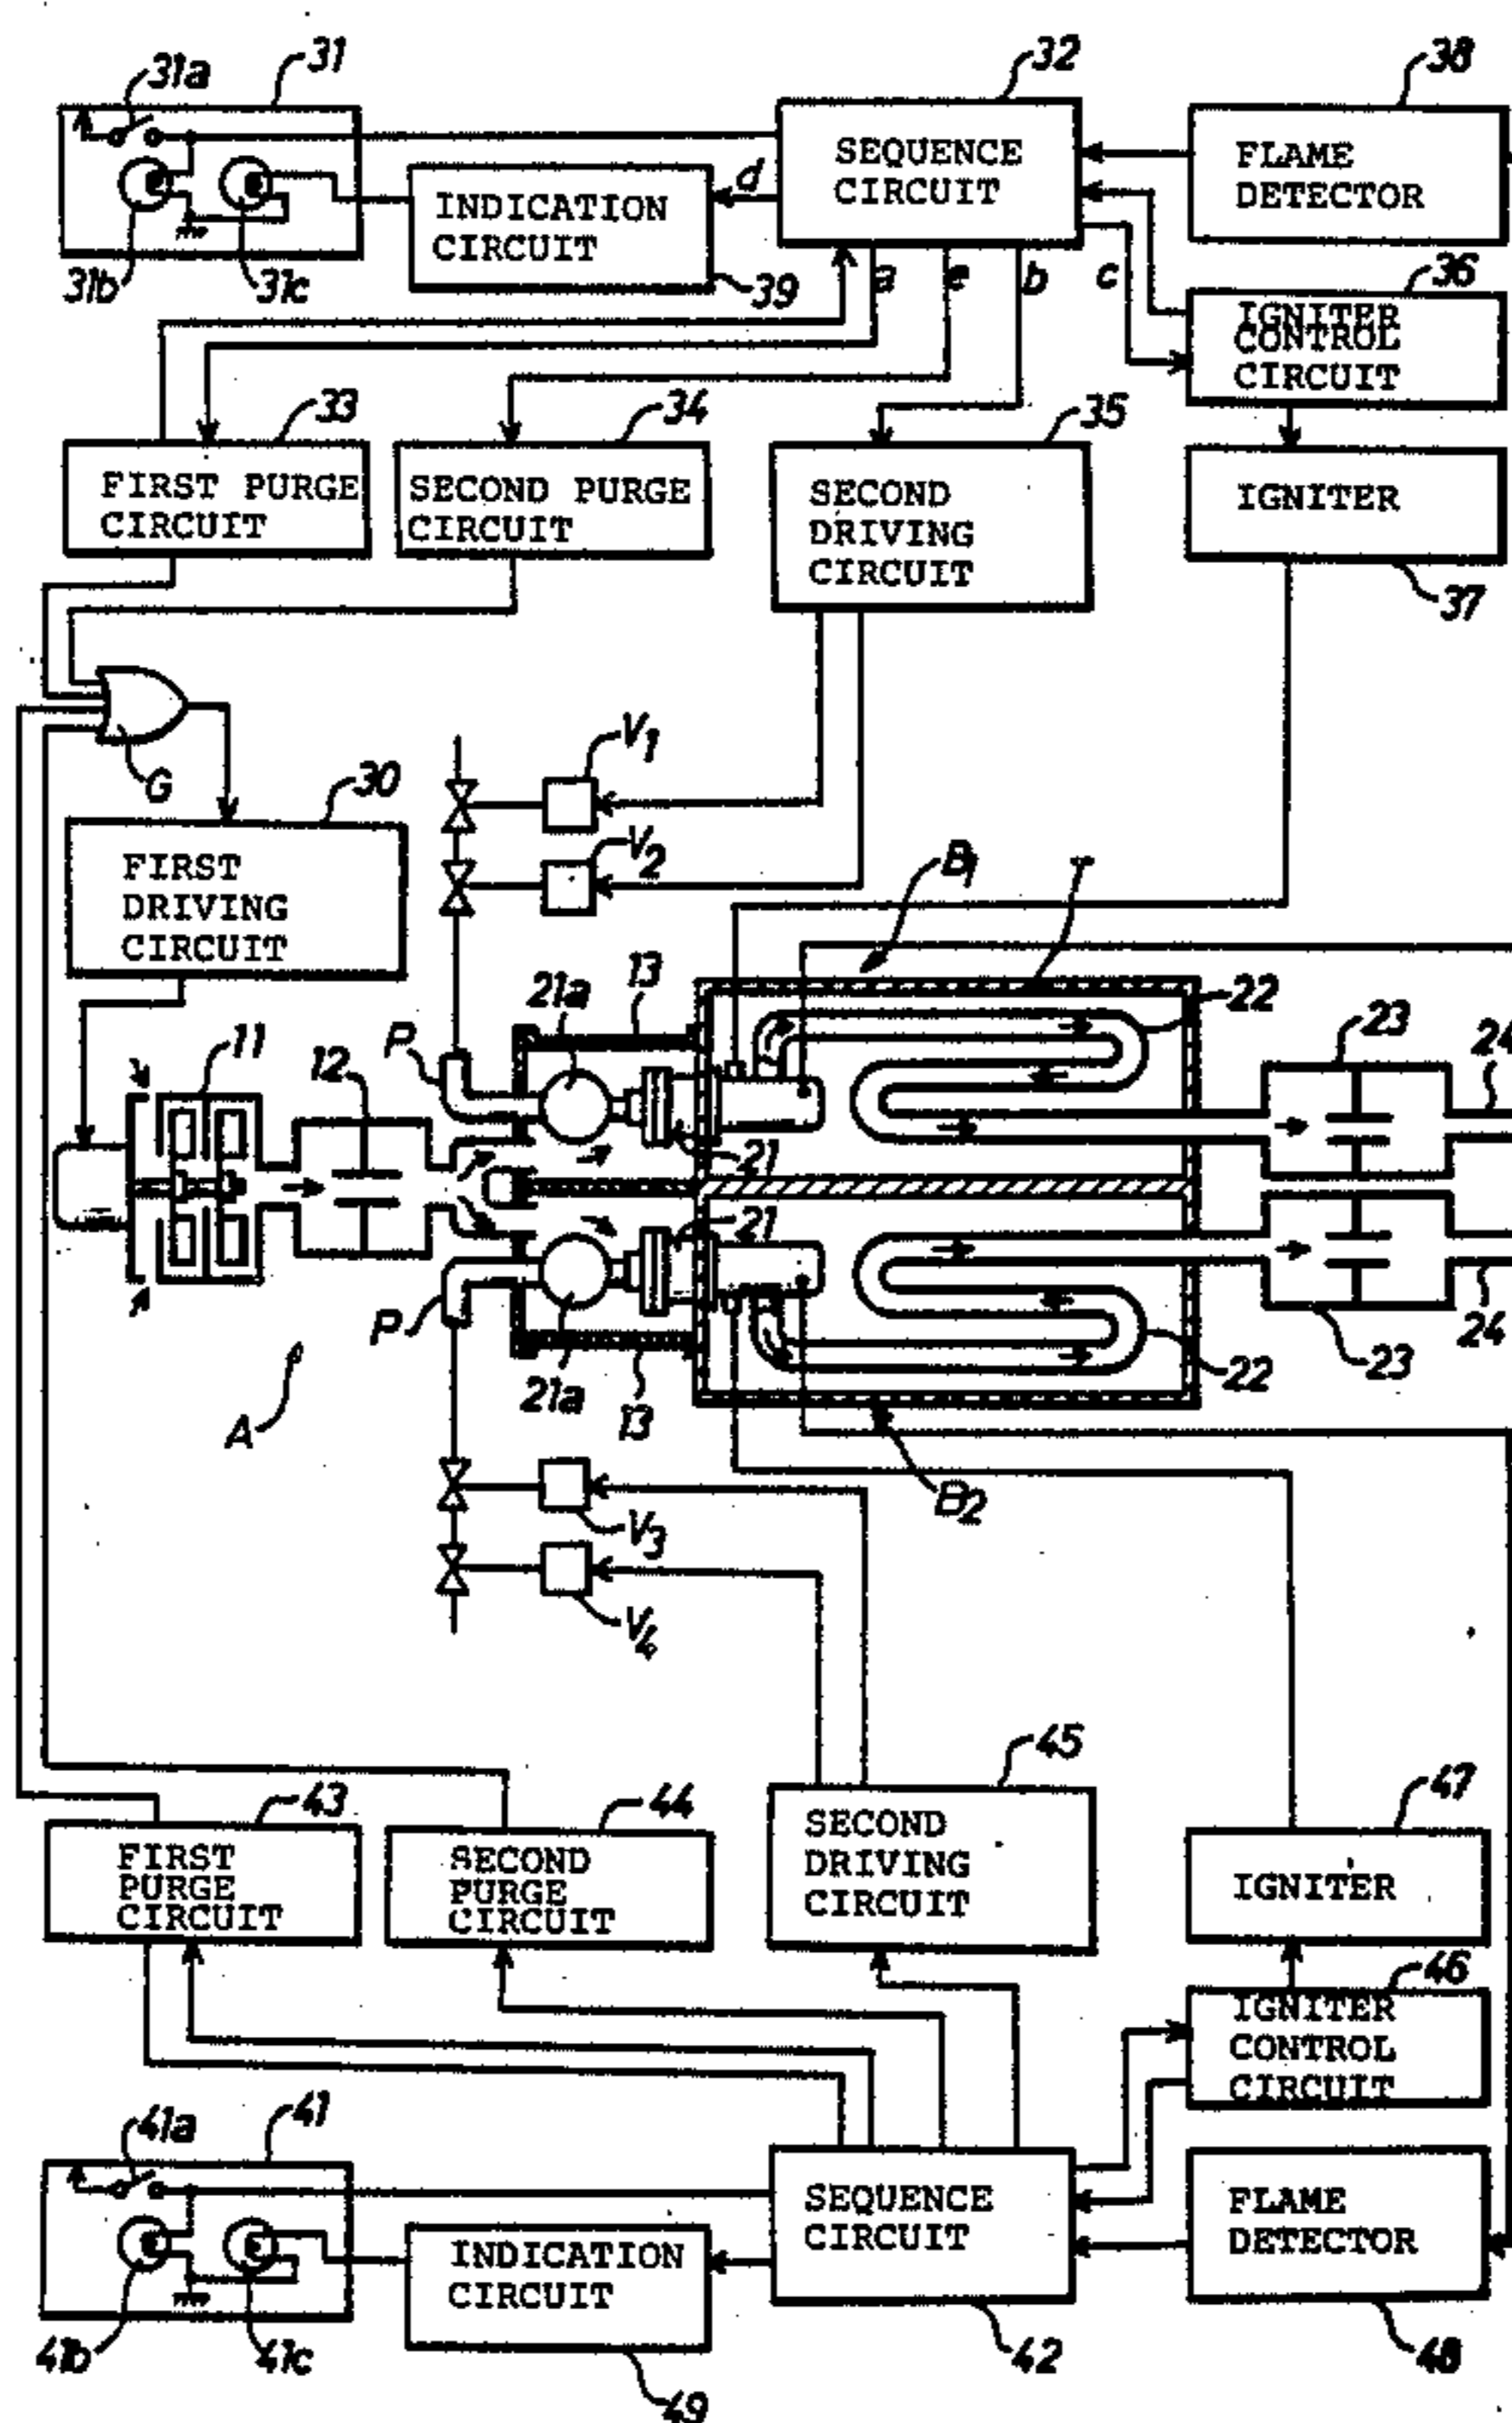 31a
31
32
38
SEQUENCE
CIRCUIT
FLAME
DETECTOR
d
INDICATION
CIRCUIT
31b
31c
39
a
e
b
c
36
IGNITER
CONTROL
CIRCUIT
33
34
35
FIRST PURGE
CIRCUIT
SECOND PURGE
CIRCUIT
SECOND
DRIVING
CIRCUIT
IGNITER
37
G
V1
30
V2
FIRST
DRIVING
CIRCUIT
B1
T
21a
13
22
11
P
12
23
24
21
21
P
24
21a
13
22
23
A
B2
V3
V4
45
43
44
47
FIRST
PURGE
CIRCUIT
SECOND
PURGE
CIRCUIT
SECOND
DRIVING
CIRCUIT
IGNITER
46
IGNITER
CONTROL
CIRCUIT
41a
41
SEQUENCE
CIRCUIT
FLAME
DETECTOR
INDICATION
CIRCUIT
41b
41c
42
48
49